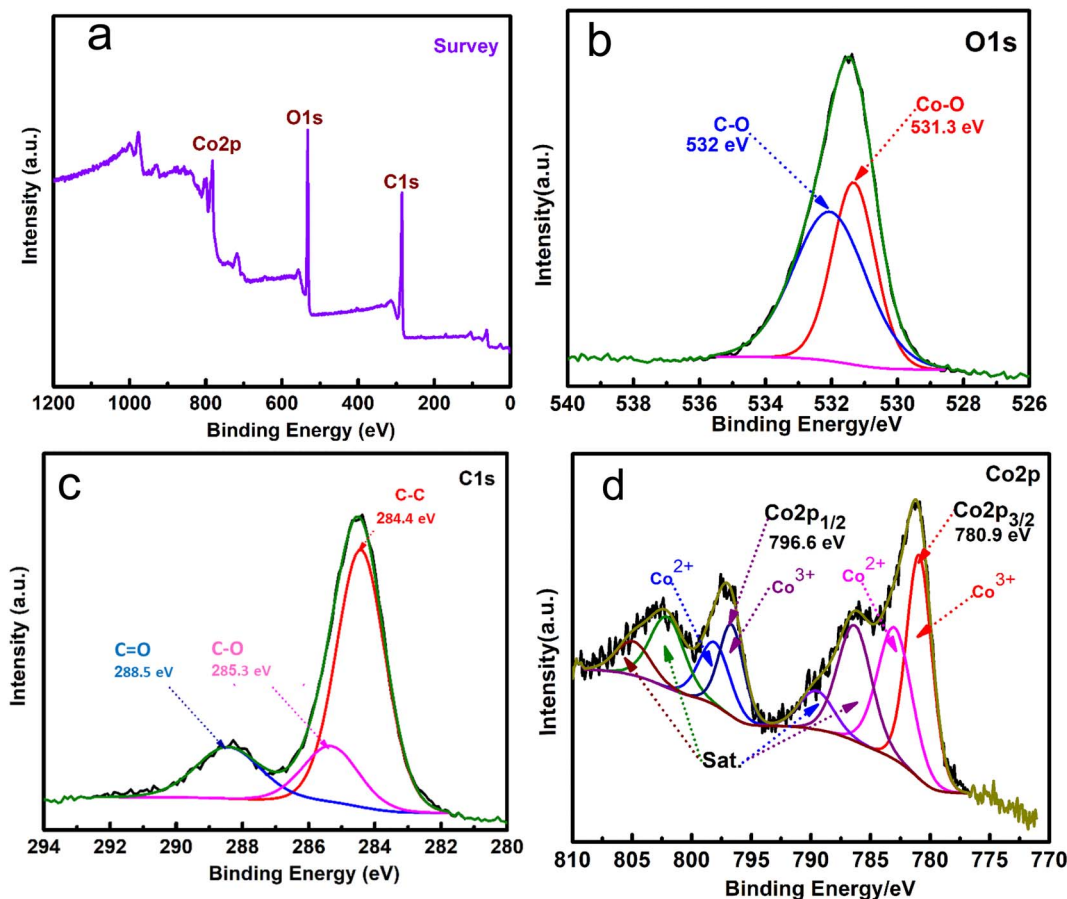 a
Survey
Co2p
O1s
C1s
Intensity (a.u.)
1200 1000 800 600 400 200 0
Binding Energy (eV)
b
O1s
C-O
532 eV
Co-O
531.3 eV
Intensity(a.u.)
540 538 536 534 532 530 528 526
Binding Energy/eV
c
C1s
C-C
284.4 eV
C=O
288.5 eV
C-O
285.3 eV
Intensity (a.u.)
294 292 290 288 286 284 282 280
Binding Energy (eV)
d
Co2p
Co2p1/2
796.6 eV
Co2p3/2
780.9 eV
Co2+
Co3+
Co2+
Co3+
Sat.
Intensity(a.u.)
810 805 800 795 790 785 780 775 770
Binding Energy/eV